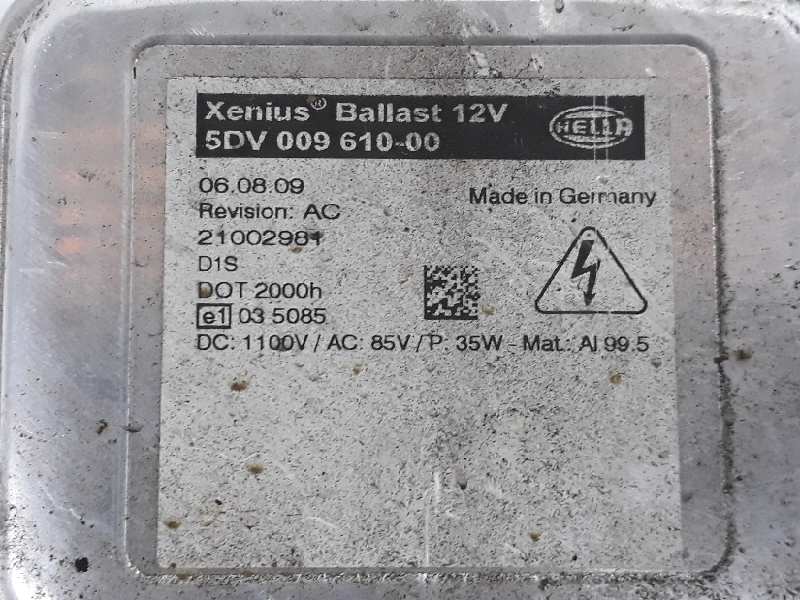 Xenius® Ballast 12V
5DV 009 610-00
HELLA
06.08.09
Made in Germany
Revision: AC
21002981
D1S
DOT 2000h
e1 03 5085
DC: 1100V / AC: 85V / P: 35W - Mat.: Al 99.5